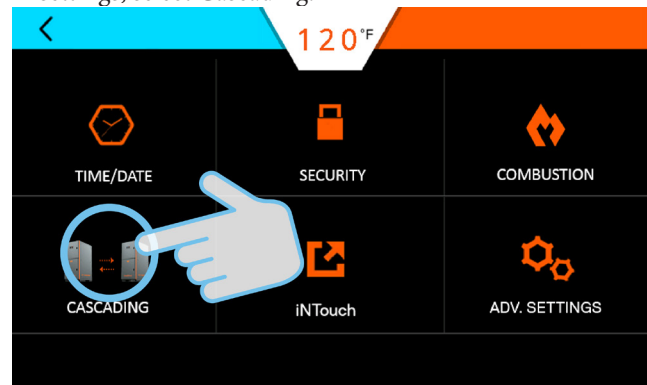 120°F
TIME/DATE
SECURITY
COMBUSTION
CASCADING
iNTouch
ADV. SETTINGS